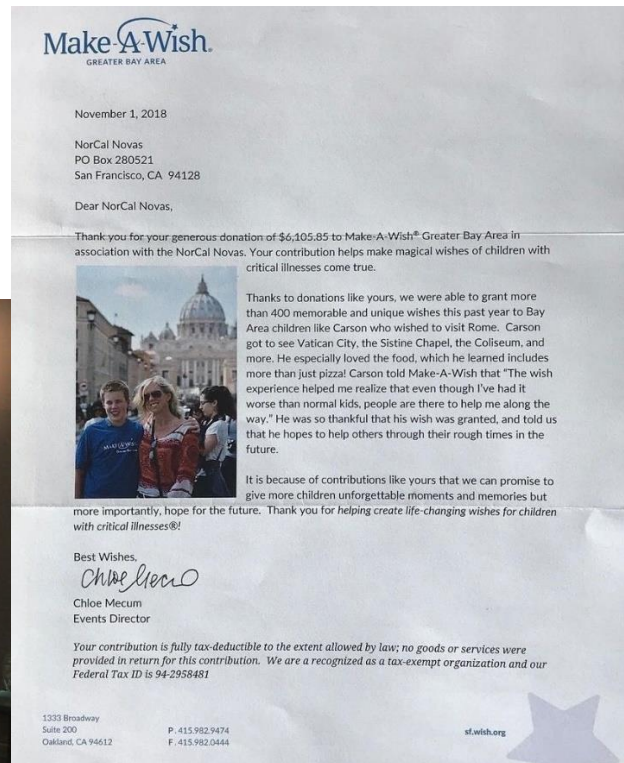 Make-A-Wish®
GREATER BAY AREA
November 1, 2018
NorCal Novas
PO Box 280521
San Francisco, CA 94128
Dear NorCal Novas,
Thank you for your generous donation of $6,105.85 to Make-A-Wish® Greater Bay Area in
association with the NorCal Novas. Your contribution helps make magical wishes of children with
critical illnesses come true.
Thanks to donations like yours, we were able to grant more
than 400 memorable and unique wishes this past year to Bay
Area children like Carson who wished to visit Rome. Carson
got to see Vatican City, the Sistine Chapel, the Coliseum, and
more. He especially loved the food, which he learned includes
more than just pizza! Carson told Make-A-Wish that "The wish
experience helped me realize that even though I've had it
worse than normal kids, people are there to help me along the
way." He was so thankful that his wish was granted, and told us
that he hopes to help others through their rough times in the
future.
It is because of contributions like yours that we can promise to
give more children unforgettable moments and memories but
more importantly, hope for the future. Thank you for helping create life-changing wishes for children
with critical illnesses®!
Best Wishes,
Chloe Mecum
Chloe Mecum
Events Director
Your contribution is fully tax-deductible to the extent allowed by law; no goods or services were
provided in return for this contribution. We are a recognized as a tax-exempt organization and our
Federal Tax ID is 94-2958481
1333 Broadway
Suite 200
Oakland, CA 94612
P. 415.982.9474
F. 415.982.0444
sf.wish.org